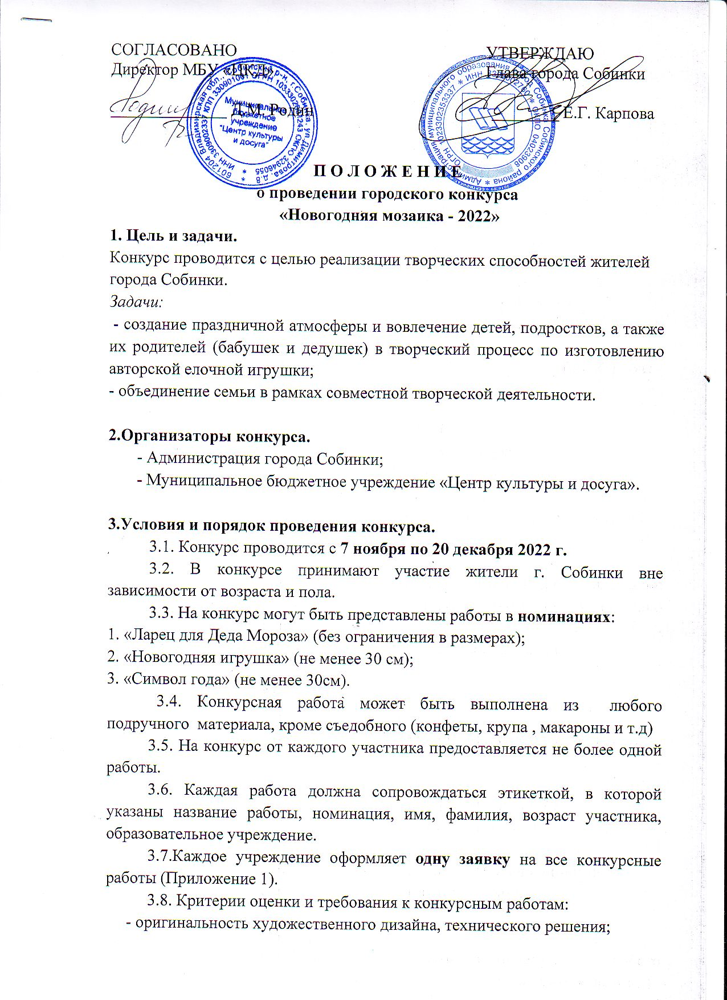 СОГЛАСОВАНО
Директор МБУ «ЦКД»
Д.М. Родин
УТВЕРЖДАЮ
Глава города Собинки
Е.Г. Карпова
Муниципальное
бюджетное
учреждение
"Центр культуры
и досуга"
П О Л О Ж Е Н И Е
о проведении городского конкурса
«Новогодняя мозаика - 2022»
1. Цель и задачи.
Конкурс проводится с целью реализации творческих способностей жителей
города Собинки.
Задачи:
- создание праздничной атмосферы и вовлечение детей, подростков, а также
их родителей (бабушек и дедушек) в творческий процесс по изготовлению
авторской елочной игрушки;
- объединение семьи в рамках совместной творческой деятельности.
2.Организаторы конкурса.
- Администрация города Собинки;
- Муниципальное бюджетное учреждение «Центр культуры и досуга».
3.Условия и порядок проведения конкурса.
3.1. Конкурс проводится с 7 ноября по 20 декабря 2022 г.
3.2. В конкурсе принимают участие жители г. Собинки вне
зависимости от возраста и пола.
3.3. На конкурс могут быть представлены работы в номинациях:
1. «Ларец для Деда Мороза» (без ограничения в размерах);
2. «Новогодняя игрушка» (не менее 30 см);
3. «Символ года» (не менее 30см).
3.4. Конкурсная работа может быть выполнена из любого
подручного материала, кроме съедобного (конфеты, крупа , макароны и т.д)
3.5. На конкурс от каждого участника предоставляется не более одной
работы.
3.6. Каждая работа должна сопровождаться этикеткой, в которой
указаны название работы, номинация, имя, фамилия, возраст участника,
образовательное учреждение.
3.7.Каждое учреждение оформляет одну заявку на все конкурсные
работы (Приложение 1).
3.8. Критерии оценки и требования к конкурсным работам:
- оригинальность художественного дизайна, технического решения;